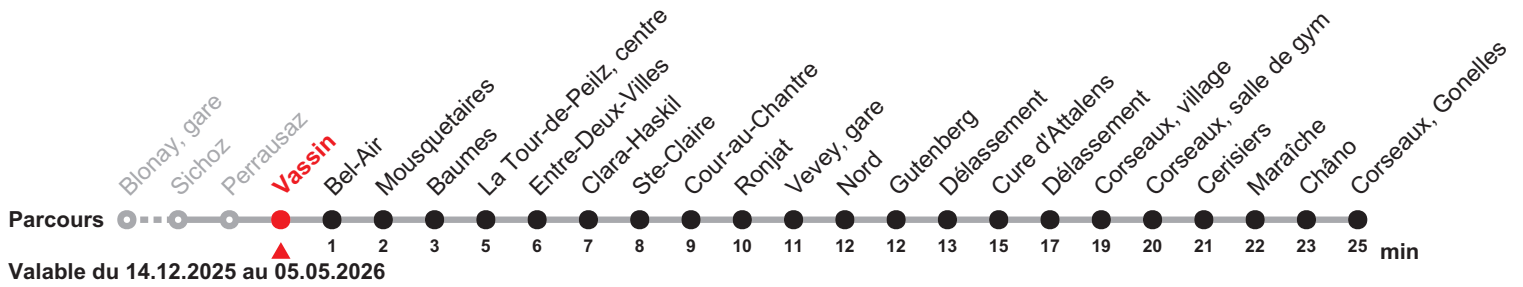 Blonay, gare
Sichoz
Perrausaz
Vassin
Bel-Air
Mousquetaires
Baumes
La Tour-de-Peilz, centre
Entre-Deux-Villes
Clara-Haskil
Ste-Claire
Cour-au-Chantre
Ronjat
Vevey, gare
Nord
Gutenberg
Délassement
Cure d'Attalens
Délassement
Corseaux, village
Corseaux, salle de gym
Cerisiers
Maraîche
Châno
Corseaux, Gonelles
Parcours
1 2 3 5 6 7 8 9 10 11 12 12 13 15 17 19 20 21 22 23 25 min
Valable du 14.12.2025 au 05.05.2026